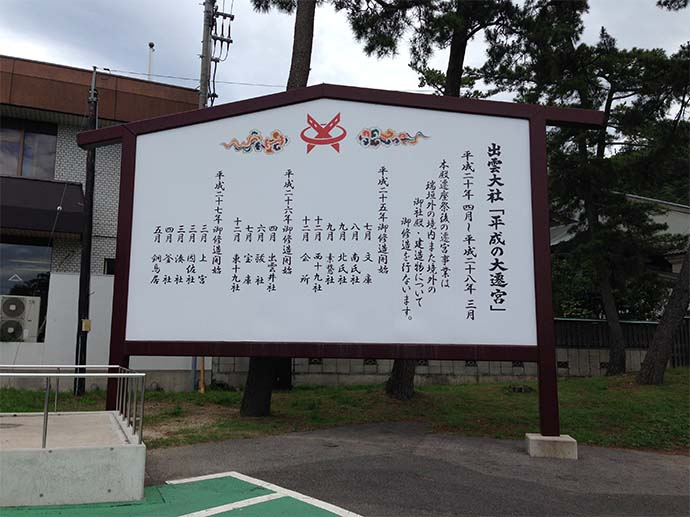 出雲大社「平成の大遷宮」
平成二十年 四月～平成二十八年 三月
本殿遷座祭後の遷宮事業は
瑞垣外の境内また境外の
御社殿、建造物について
御修造を行ないます。
平成二十五年御修造開始
七月 文庫
八月 南氏社
九月 北氏社
九月 素鵞社
十二月 西十九社
十二月 会所
平成二十六年御修造開始
四月 出雲井社
六月 阪社
七月 宝庫
十二月 東十九社
平成二十七年御修造開始
三月 上宮
三月 因佐社
三月 湊社
四月 釜社
五月 銅鳥居